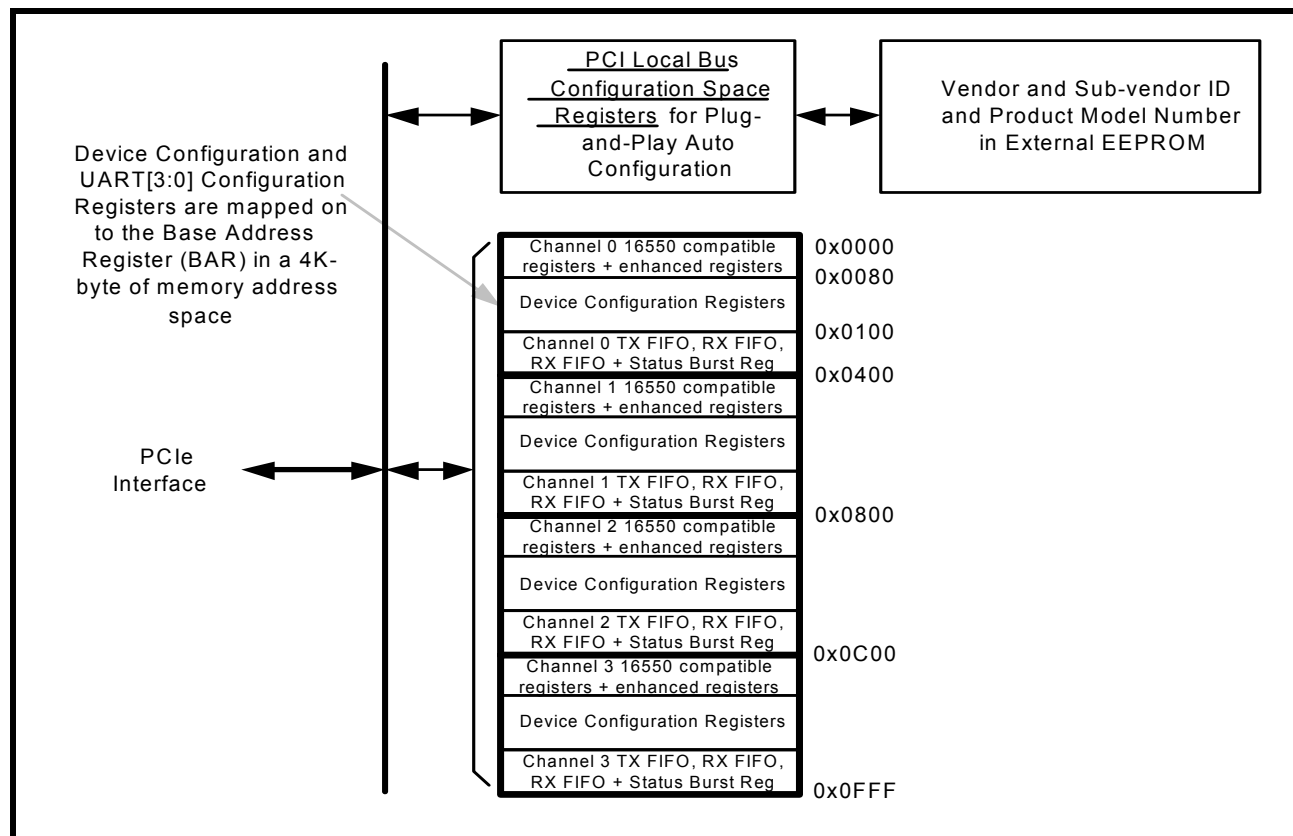 PCI Local Bus
Configuration Space
Registers for Plug-
and-Play Auto
Configuration
Vendor and Sub-vendor ID
and Product Model Number
in External EEPROM
Device Configuration and
UART[3:0] Configuration
Registers are mapped on
to the Base Address
Register (BAR) in a 4K-
byte of memory address
space
Channel 0 16550 compatible
registers + enhanced registers
0x0000
0x0080
Device Configuration Registers
0x0100
Channel 0 TX FIFO, RX FIFO,
RX FIFO + Status Burst Reg
0x0400
Channel 1 16550 compatible
registers + enhanced registers
Device Configuration Registers
PCIe
Interface
Channel 1 TX FIFO, RX FIFO,
RX FIFO + Status Burst Reg
0x0800
Channel 2 16550 compatible
registers + enhanced registers
Device Configuration Registers
Channel 2 TX FIFO, RX FIFO,
RX FIFO + Status Burst Reg
0x0C00
Channel 3 16550 compatible
registers + enhanced registers
Device Configuration Registers
Channel 3 TX FIFO, RX FIFO,
RX FIFO + Status Burst Reg
0x0FFF